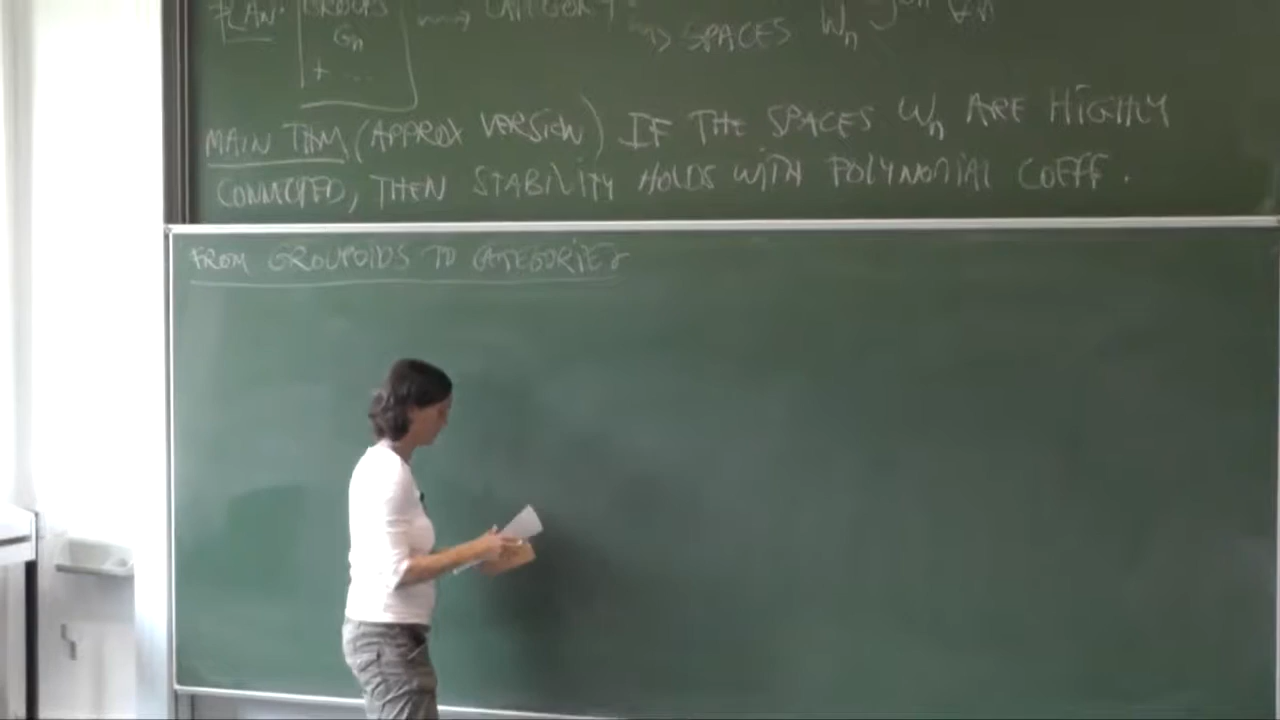 PLAN: GROUPS
Gn
+ ...
⟿ CATEGORY
⟿ SPACES Wn
MAIN THM (APPROX VERSION) IF THE SPACES Wn ARE HIGHLY
CONNECTED, THEN STABILITY HOLDS WITH POLYNOMIAL COEFF.
FROM GROUPOIDS TO CATEGORIES